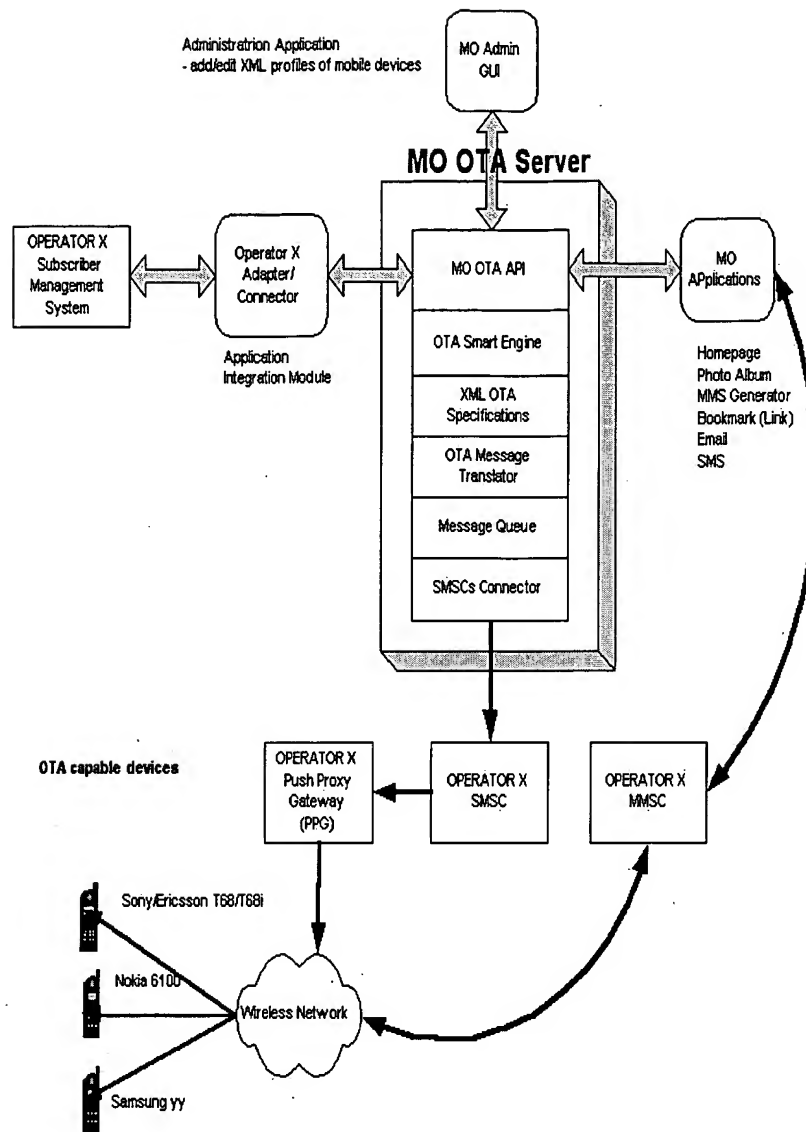 Administratrion Application
- add/edit XML profiles of mobile devices
MO Admin
GUI
MO OTA Server
OPERATOR X
Subscriber
Management
System
Operator X
Adapter/
Connector
Application
Integration Module
MO OTA API
OTA Smart Engine
XML OTA
Specifications
OTA Message
Translator
Message Queue
SMSCs Connector
MO
APplications
Homepage
Photo Album
MMS Generator
Bookmark (Link)
Email
SMS
OTA capable devices
OPERATOR X
Push Proxy
Gateway
(PPG)
OPERATOR X
SMSC
OPERATOR X
MMSC
Sony/Ericsson T68/T68i
Nokia 6100
Samsung yy
Wireless Network